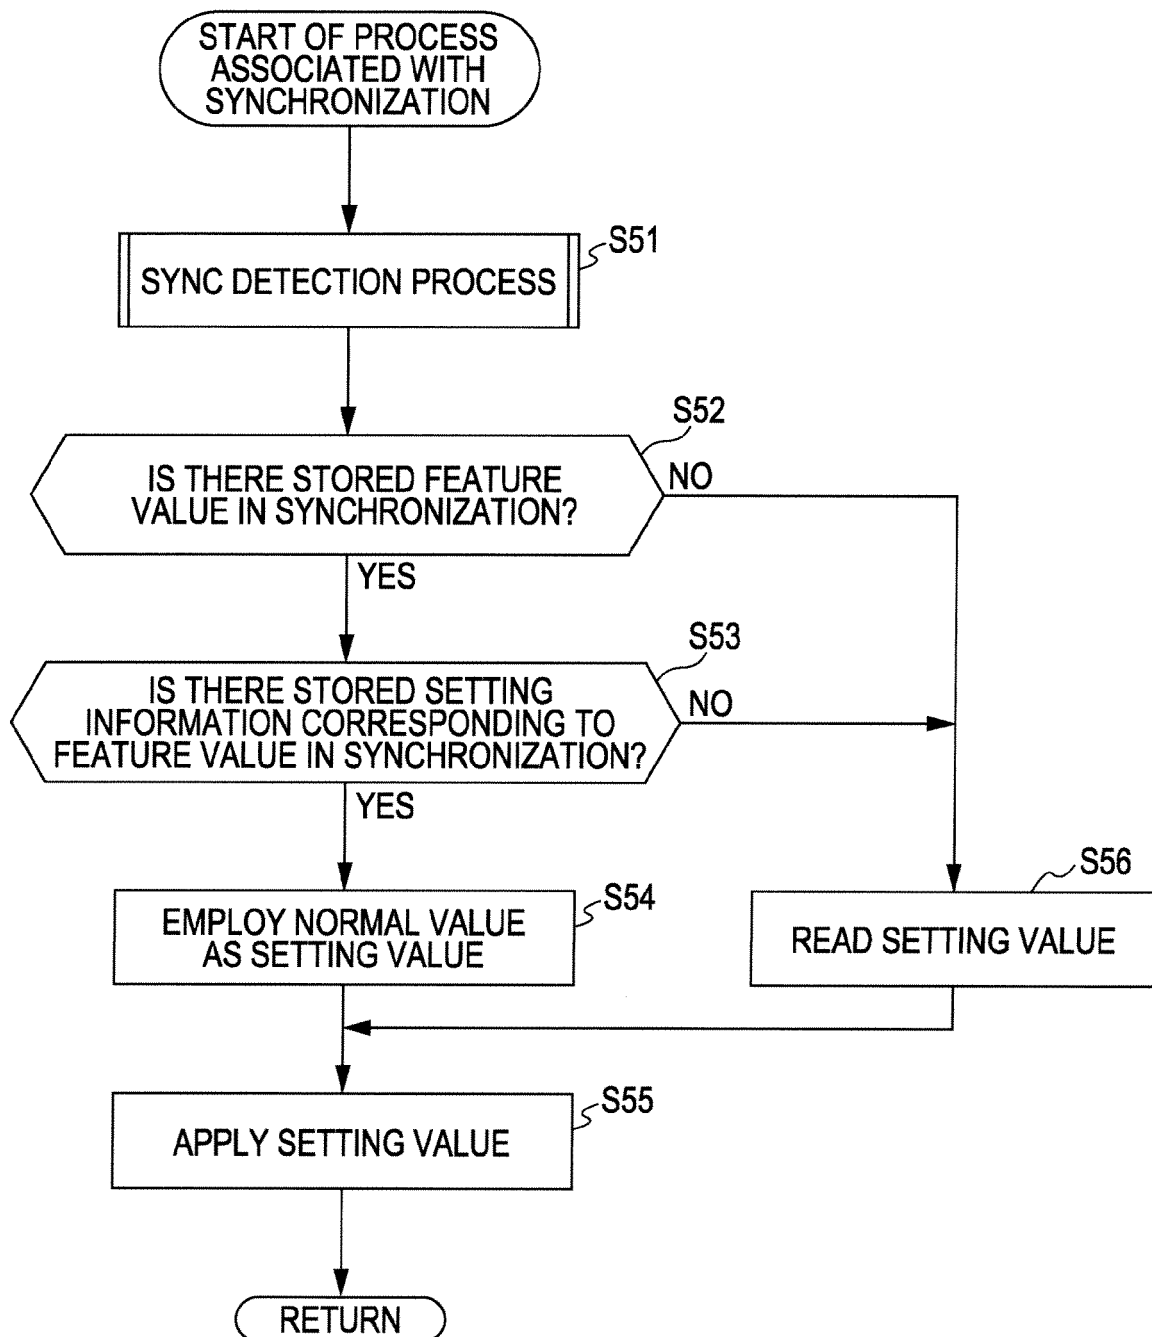 START OF PROCESS
ASSOCIATED WITH
SYNCHRONIZATION
S51
SYNC DETECTION PROCESS
S52
IS THERE STORED FEATURE
VALUE IN SYNCHRONIZATION?
NO
YES
S53
IS THERE STORED SETTING
INFORMATION CORRESPONDING TO
FEATURE VALUE IN SYNCHRONIZATION?
NO
YES
S54
EMPLOY NORMAL VALUE
AS SETTING VALUE
S56
READ SETTING VALUE
S55
APPLY SETTING VALUE
RETURN